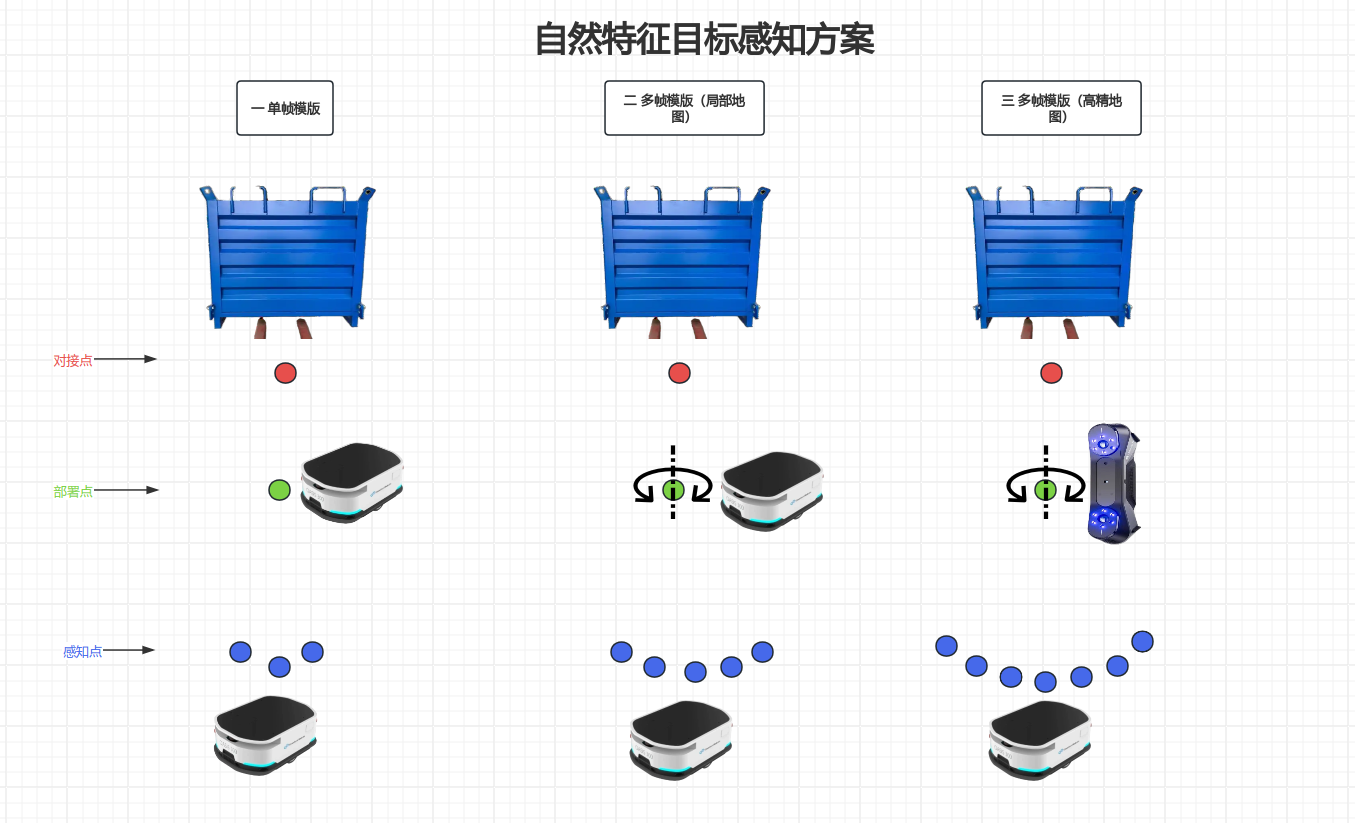 自然特征目标感知方案
一 单帧模版
二 多帧模版（局部地
图）
三 多帧模版（高精地
图）
对接点
部署点
感知点